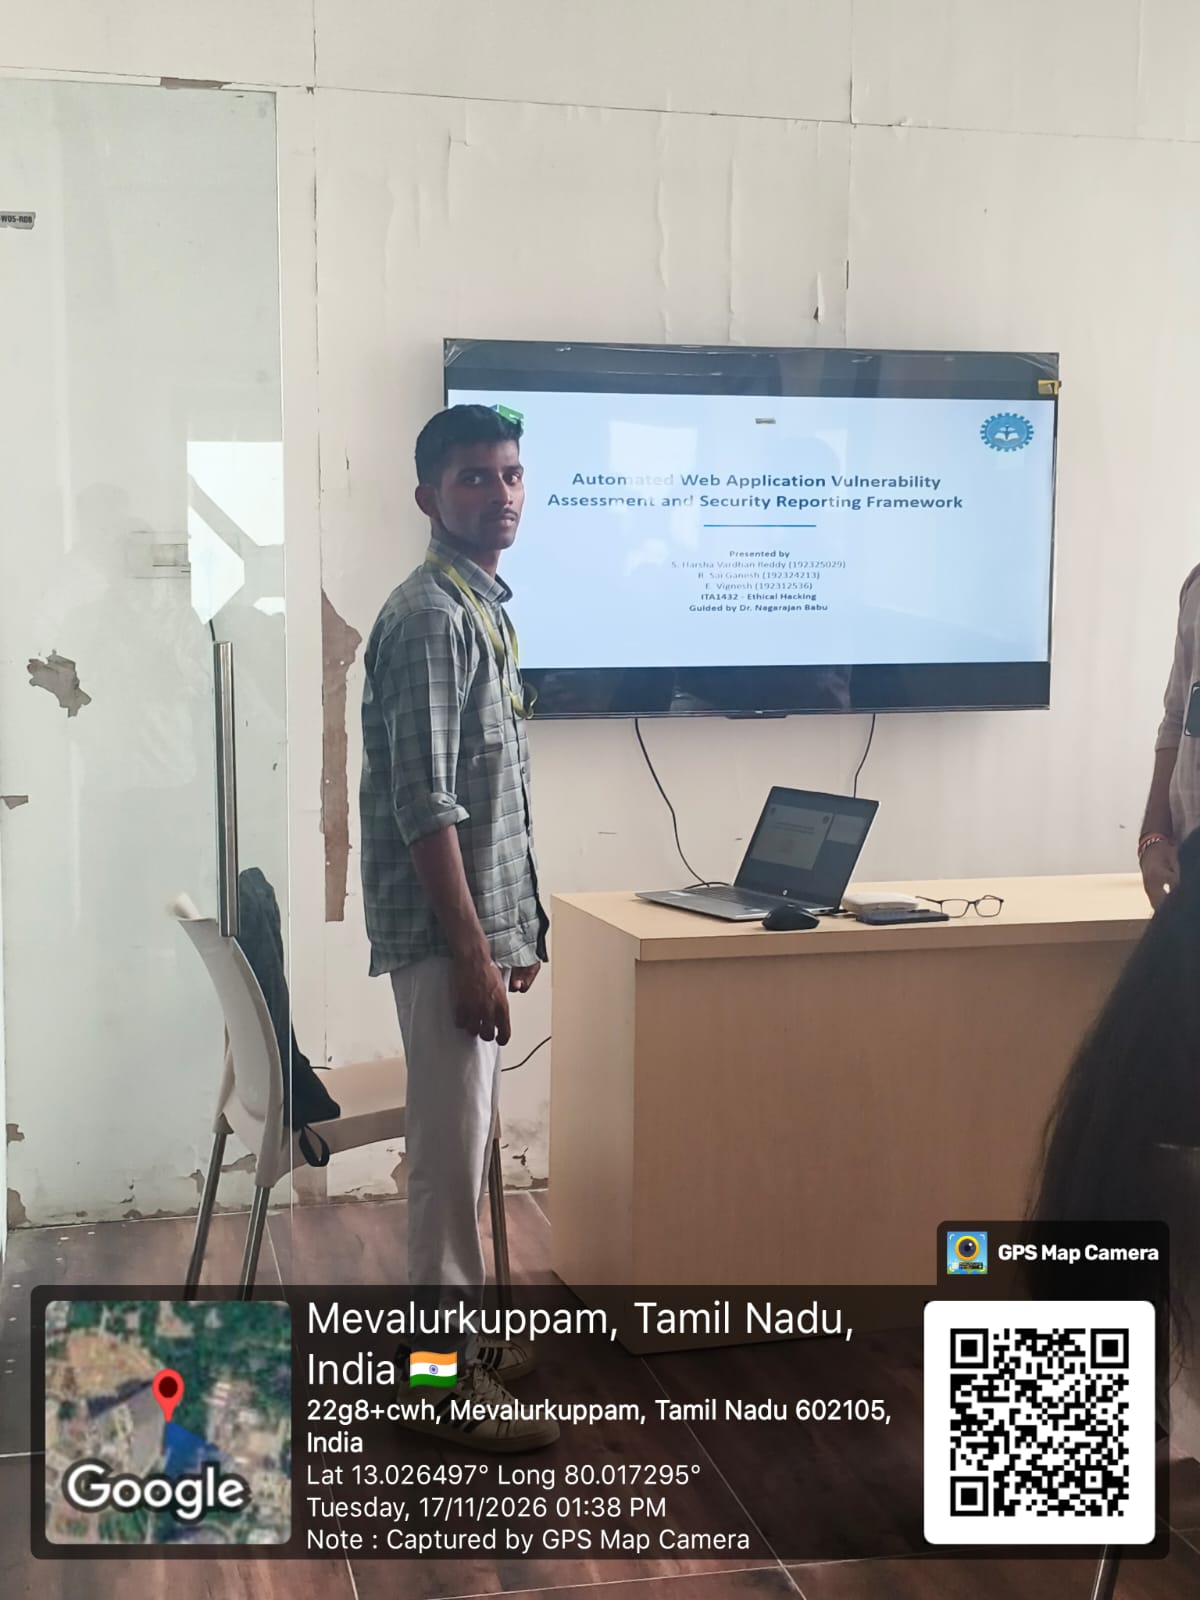 W05-R08
Automated Web Application Vulnerability
Assessment and Security Reporting Framework
Presented by
S. Harsha Vardhan Reddy (192325029)
R. Sai Ganesh (192324213)
E. Vignesh (192312536)
ITA1432 - Ethical Hacking
Guided by Dr. Nagarajan Babu
GPS Map Camera
Mevalurkuppam, Tamil Nadu,
India 🇮🇳
22g8+cwh, Mevalurkuppam, Tamil Nadu 602105,
India
Lat 13.026497° Long 80.017295°
Tuesday, 17/11/2026 01:38 PM
Note : Captured by GPS Map Camera
Google